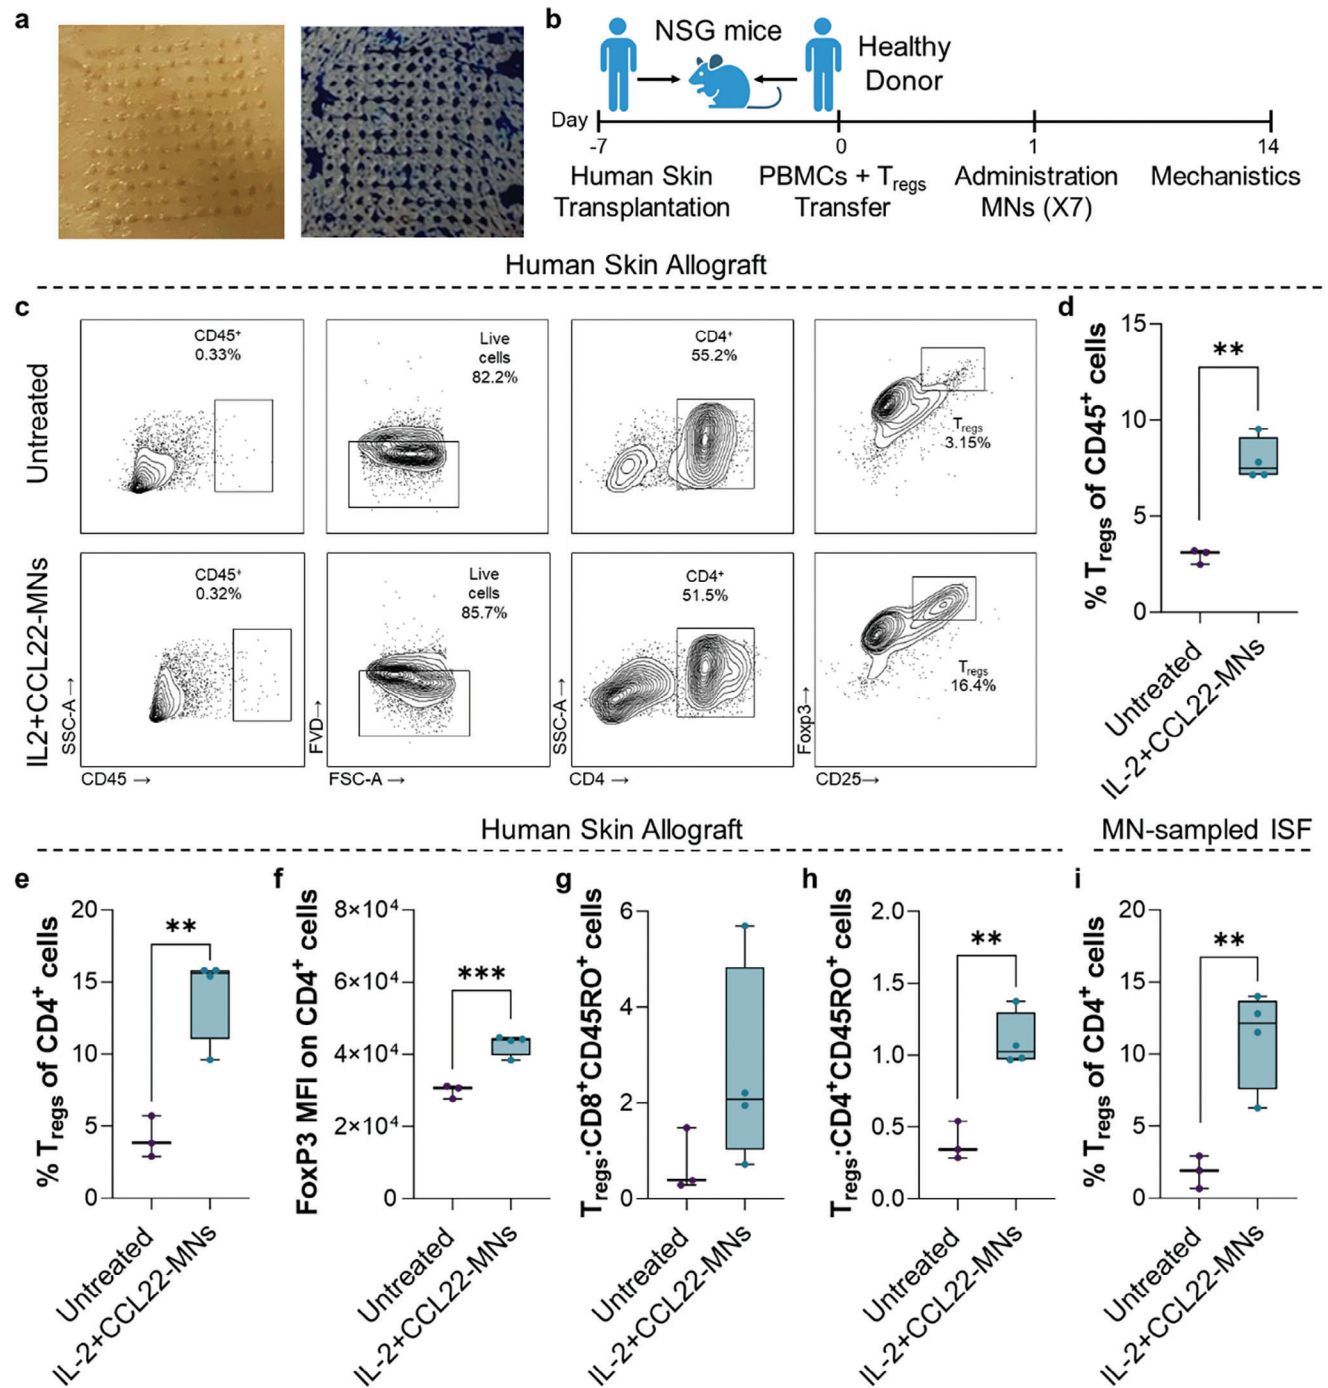 a
b
NSG mice
Healthy
Donor
Day
-7
0
1
14
Human Skin
Transplantation
PBMCs + Tregs
Transfer
Administration
MNs (X7)
Mechanistics
Human Skin Allograft
c
Untreated
CD45+
0.33%
Live
cells
82.2%
CD4+
55.2%
Tregs
3.15%
IL2+CCL22-MNs
CD45+
0.32%
Live
cells
85.7%
CD4+
51.5%
Tregs
16.4%
SSC-A →
CD45 →
FVD→
FSC-A →
SSC-A →
CD4 →
Foxp3→
CD25→
d
% Tregs of CD45+ cells
15
10
5
0
**
Untreated
IL-2+CCL22-MNs
Human Skin Allograft
MN-sampled ISF
e
% Tregs of CD4+ cells
20
15
10
5
0
**
Untreated
IL-2+CCL22-MNs
f
FoxP3 MFI on CD4+ cells
8×10⁴
6×10⁴
4×10⁴
2×10⁴
0
***
Untreated
IL-2+CCL22-MNs
g
Tregs:CD8+CD45RO+ cells
6
4
2
0
Untreated
IL-2+CCL22-MNs
h
Tregs:CD4+CD45RO+ cells
2.0
1.5
1.0
0.5
0.0
**
Untreated
IL-2+CCL22-MNs
i
% Tregs of CD4+ cells
20
15
10
5
0
**
Untreated
IL-2+CCL22-MNs